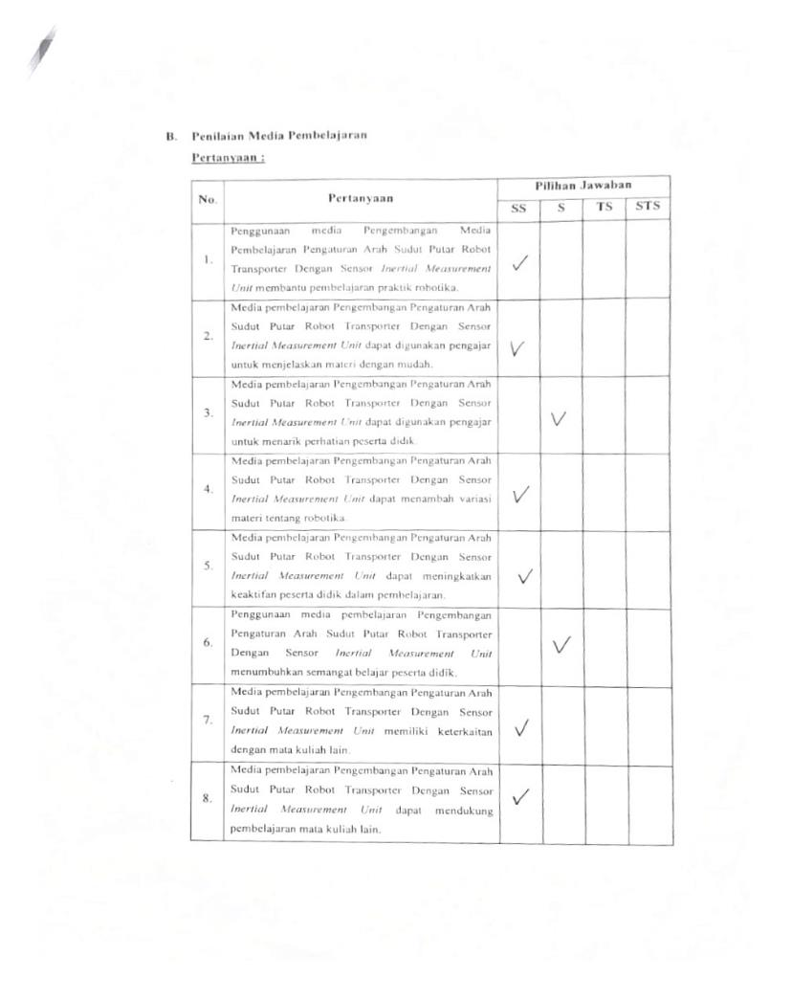 B. Penilaian Media Pembelajaran
Pertanyaan :
No. Pertanyaan Pilihan Jawaban
SS S TS STS
Penggunaan media Pengembangan Media
Pembelajaran Pengaturan Arah Sudut Putar Robot
1. Transporter Dengan Sensor Inertial Measurement ✓
Unit membantu pembelajaran praktik robotika.
Media pembelajaran Pengembangan Pengaturan Arah
Sudut Putar Robot Transporter Dengan Sensor
2. Inertial Measurement Unit dapat digunakan pengajar ✓
untuk menjelaskan materi dengan mudah.
Media pembelajaran Pengembangan Pengaturan Arah
Sudut Putar Robot Transporter Dengan Sensor
3. Inertial Measurement Unit dapat digunakan pengajar ✓
untuk menarik perhatian peserta didik.
Media pembelajaran Pengembangan Pengaturan Arah
Sudut Putar Robot Transporter Dengan Sensor
4. Inertial Measurement Unit dapat menambah variasi ✓
materi tentang robotika.
Media pembelajaran Pengembangan Pengaturan Arah
Sudut Putar Robot Transporter Dengan Sensor
5. Inertial Measurement Unit dapat meningkatkan ✓
keaktifan peserta didik dalam pembelajaran.
Penggunaan media pembelajaran Pengembangan
Pengaturan Arah Sudut Putar Robot Transporter
6. Dengan Sensor Inertial Measurement Unit ✓
menumbuhkan semangat belajar peserta didik.
Media pembelajaran Pengembangan Pengaturan Arah
Sudut Putar Robot Transporter Dengan Sensor
7. Inertial Measurement Unit memiliki keterkaitan ✓
dengan mata kuliah lain.
Media pembelajaran Pengembangan Pengaturan Arah
Sudut Putar Robot Transporter Dengan Sensor
8. Inertial Measurement Unit dapat mendukung ✓
pembelajaran mata kuliah lain.